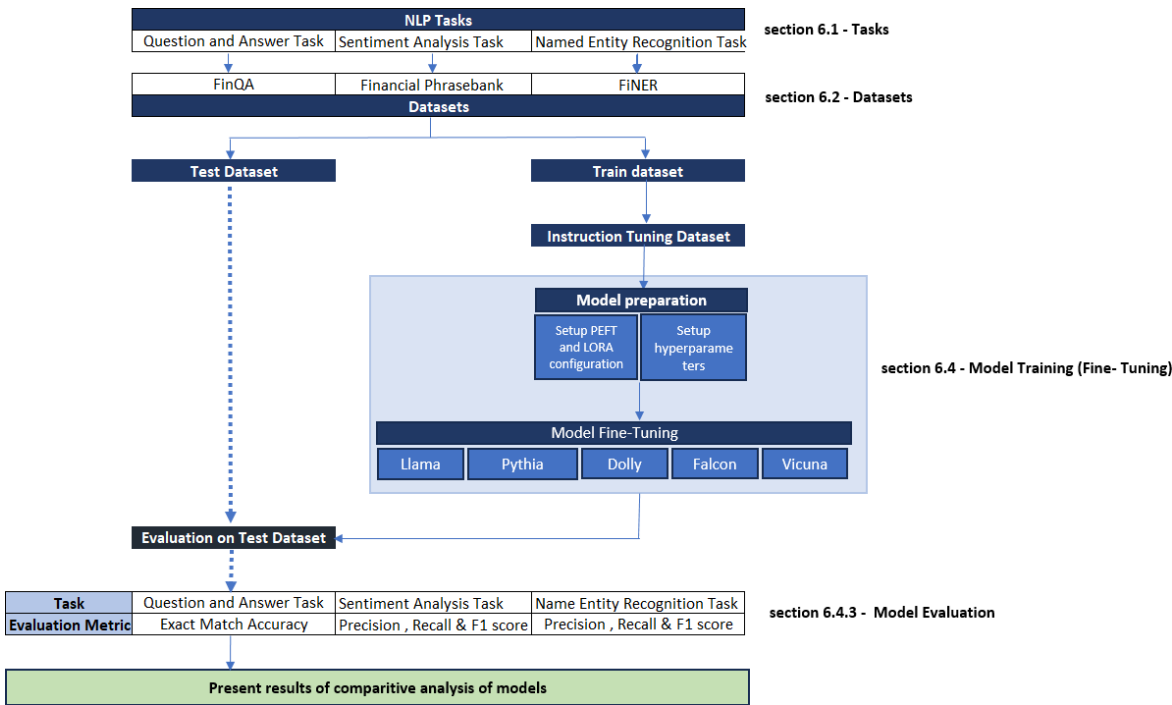 NLP Tasks
section 6.1 - Tasks
Question and Answer Task Sentiment Analysis Task Named Entity Recognition Task
FinQA Financial Phrasebank FiNER
section 6.2 - Datasets
Datasets
Test Dataset Train dataset
Instruction Tuning Dataset
Model preparation
Setup PEFT
and LORA
configuration
Setup
hyperparame
ters
section 6.4 - Model Training (Fine- Tuning)
Model Fine-Tuning
Llama Pythia Dolly Falcon Vicuna
Evaluation on Test Dataset
Task Question and Answer Task Sentiment Analysis Task Name Entity Recognition Task
section 6.4.3 - Model Evaluation
Evaluation Metric Exact Match Accuracy Precision , Recall & F1 score Precision , Recall & F1 score
Present results of comparitive analysis of models